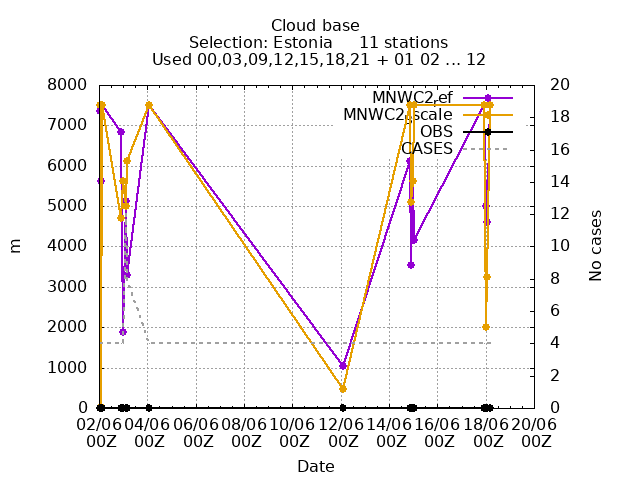 Cloud base
Selection: Estonia 11 stations
Used 00,03,09,12,15,18,21 + 01 02 ... 12
MNWC2_ref
MNWC2_scale
OBS
CASES
8000
7000
6000
5000
4000
3000
2000
1000
0
m
20
18
16
14
12
10
8
6
4
2
0
No cases
02/06 04/06 06/06 08/06 10/06 12/06 14/06 16/06 18/06 20/06
00Z 00Z 00Z 00Z 00Z 00Z 00Z 00Z 00Z 00Z
Date